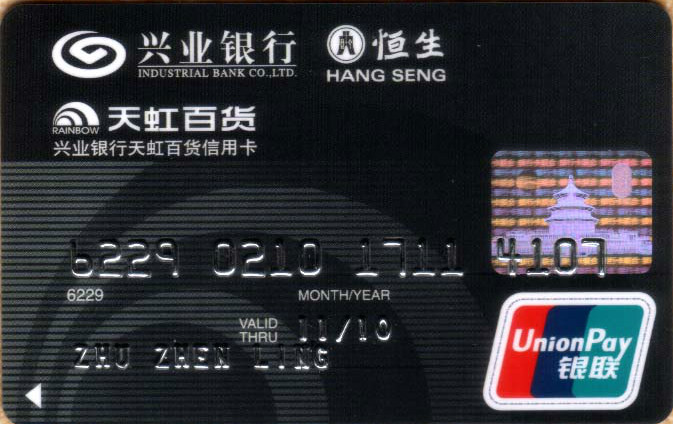 兴业银行 恒生
INDUSTRIAL BANK CO.,LTD. HANG SENG
RAINBOW 天虹百货
兴业银行天虹百货信用卡
6229 0210 1711 4107
6229 MONTH/YEAR
VALID THRU 11/10
ZHU ZHEN LING
UnionPay
银联